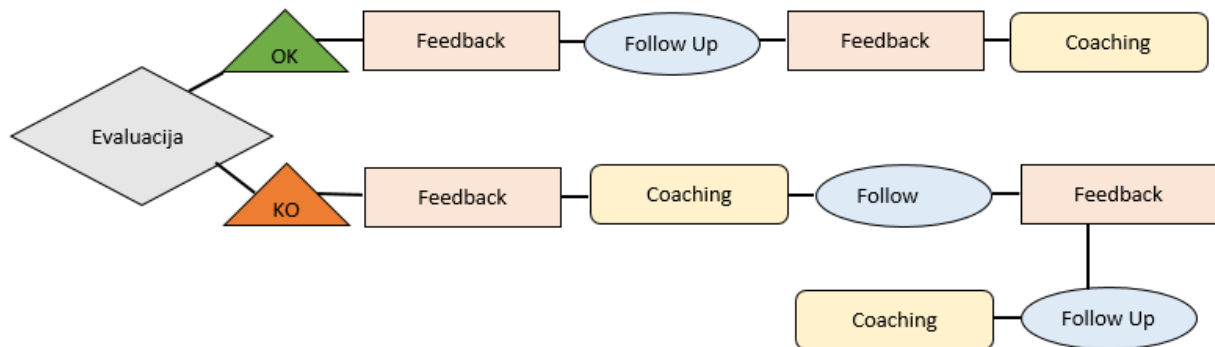 OK
Feedback
Follow Up
Feedback
Coaching
Evaluacija
KO
Feedback
Coaching
Follow
Feedback
Coaching
Follow Up